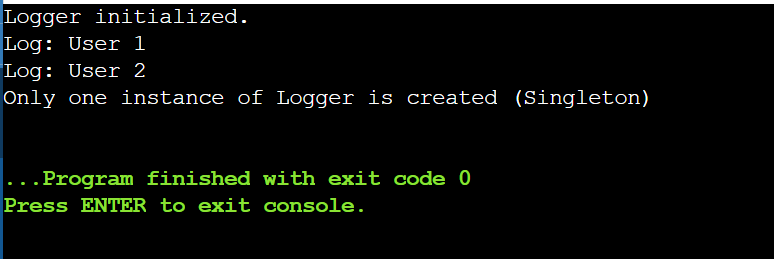 Logger initialized.
Log: User 1
Log: User 2
Only one instance of Logger is created (Singleton)
...Program finished with exit code 0
Press ENTER to exit console.